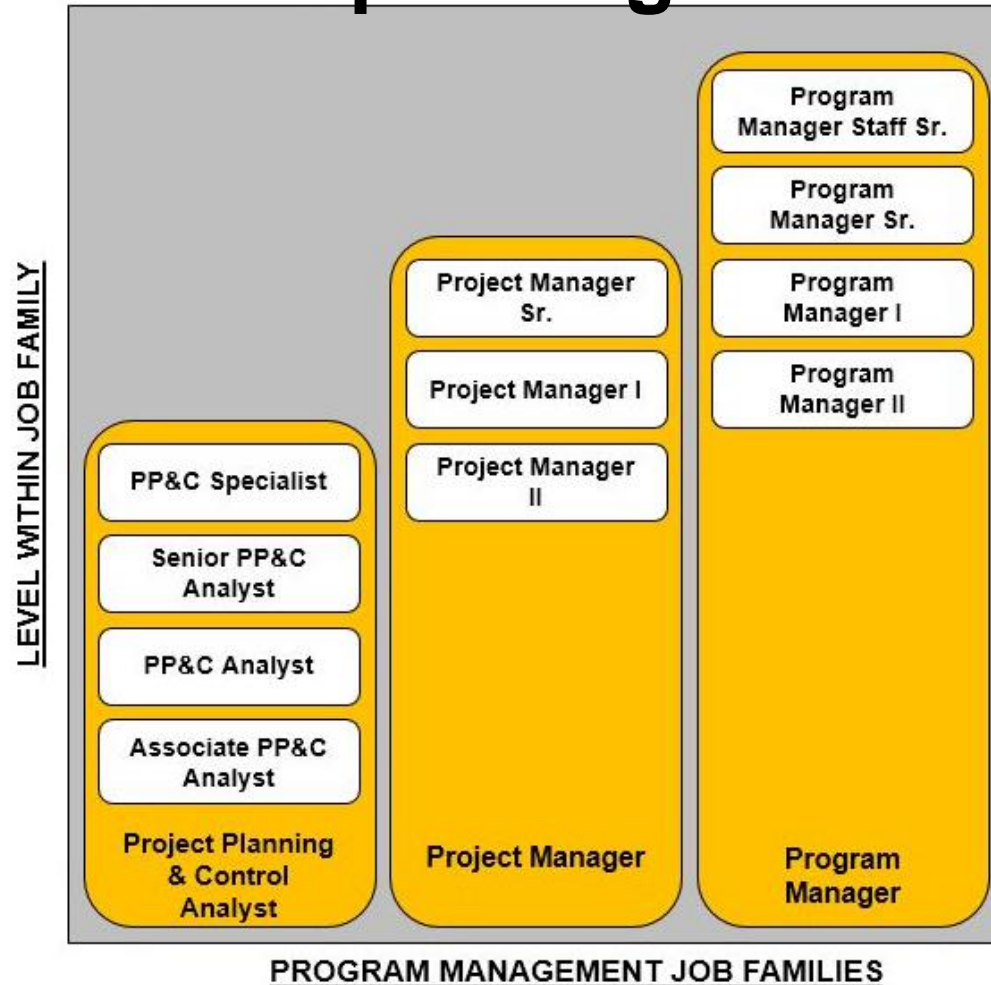 LEVEL WITHIN JOB FAMILY
PP&C Specialist
Senior PP&C
Analyst
PP&C Analyst
Associate PP&C
Analyst
Project Planning
& Control
Analyst
Project Manager
Sr.
Project Manager I
Project Manager
II
Project Manager
Program
Manager Staff Sr.
Program
Manager Sr.
Program
Manager I
Program
Manager II
Program
Manager
PROGRAM MANAGEMENT JOB FAMILIES